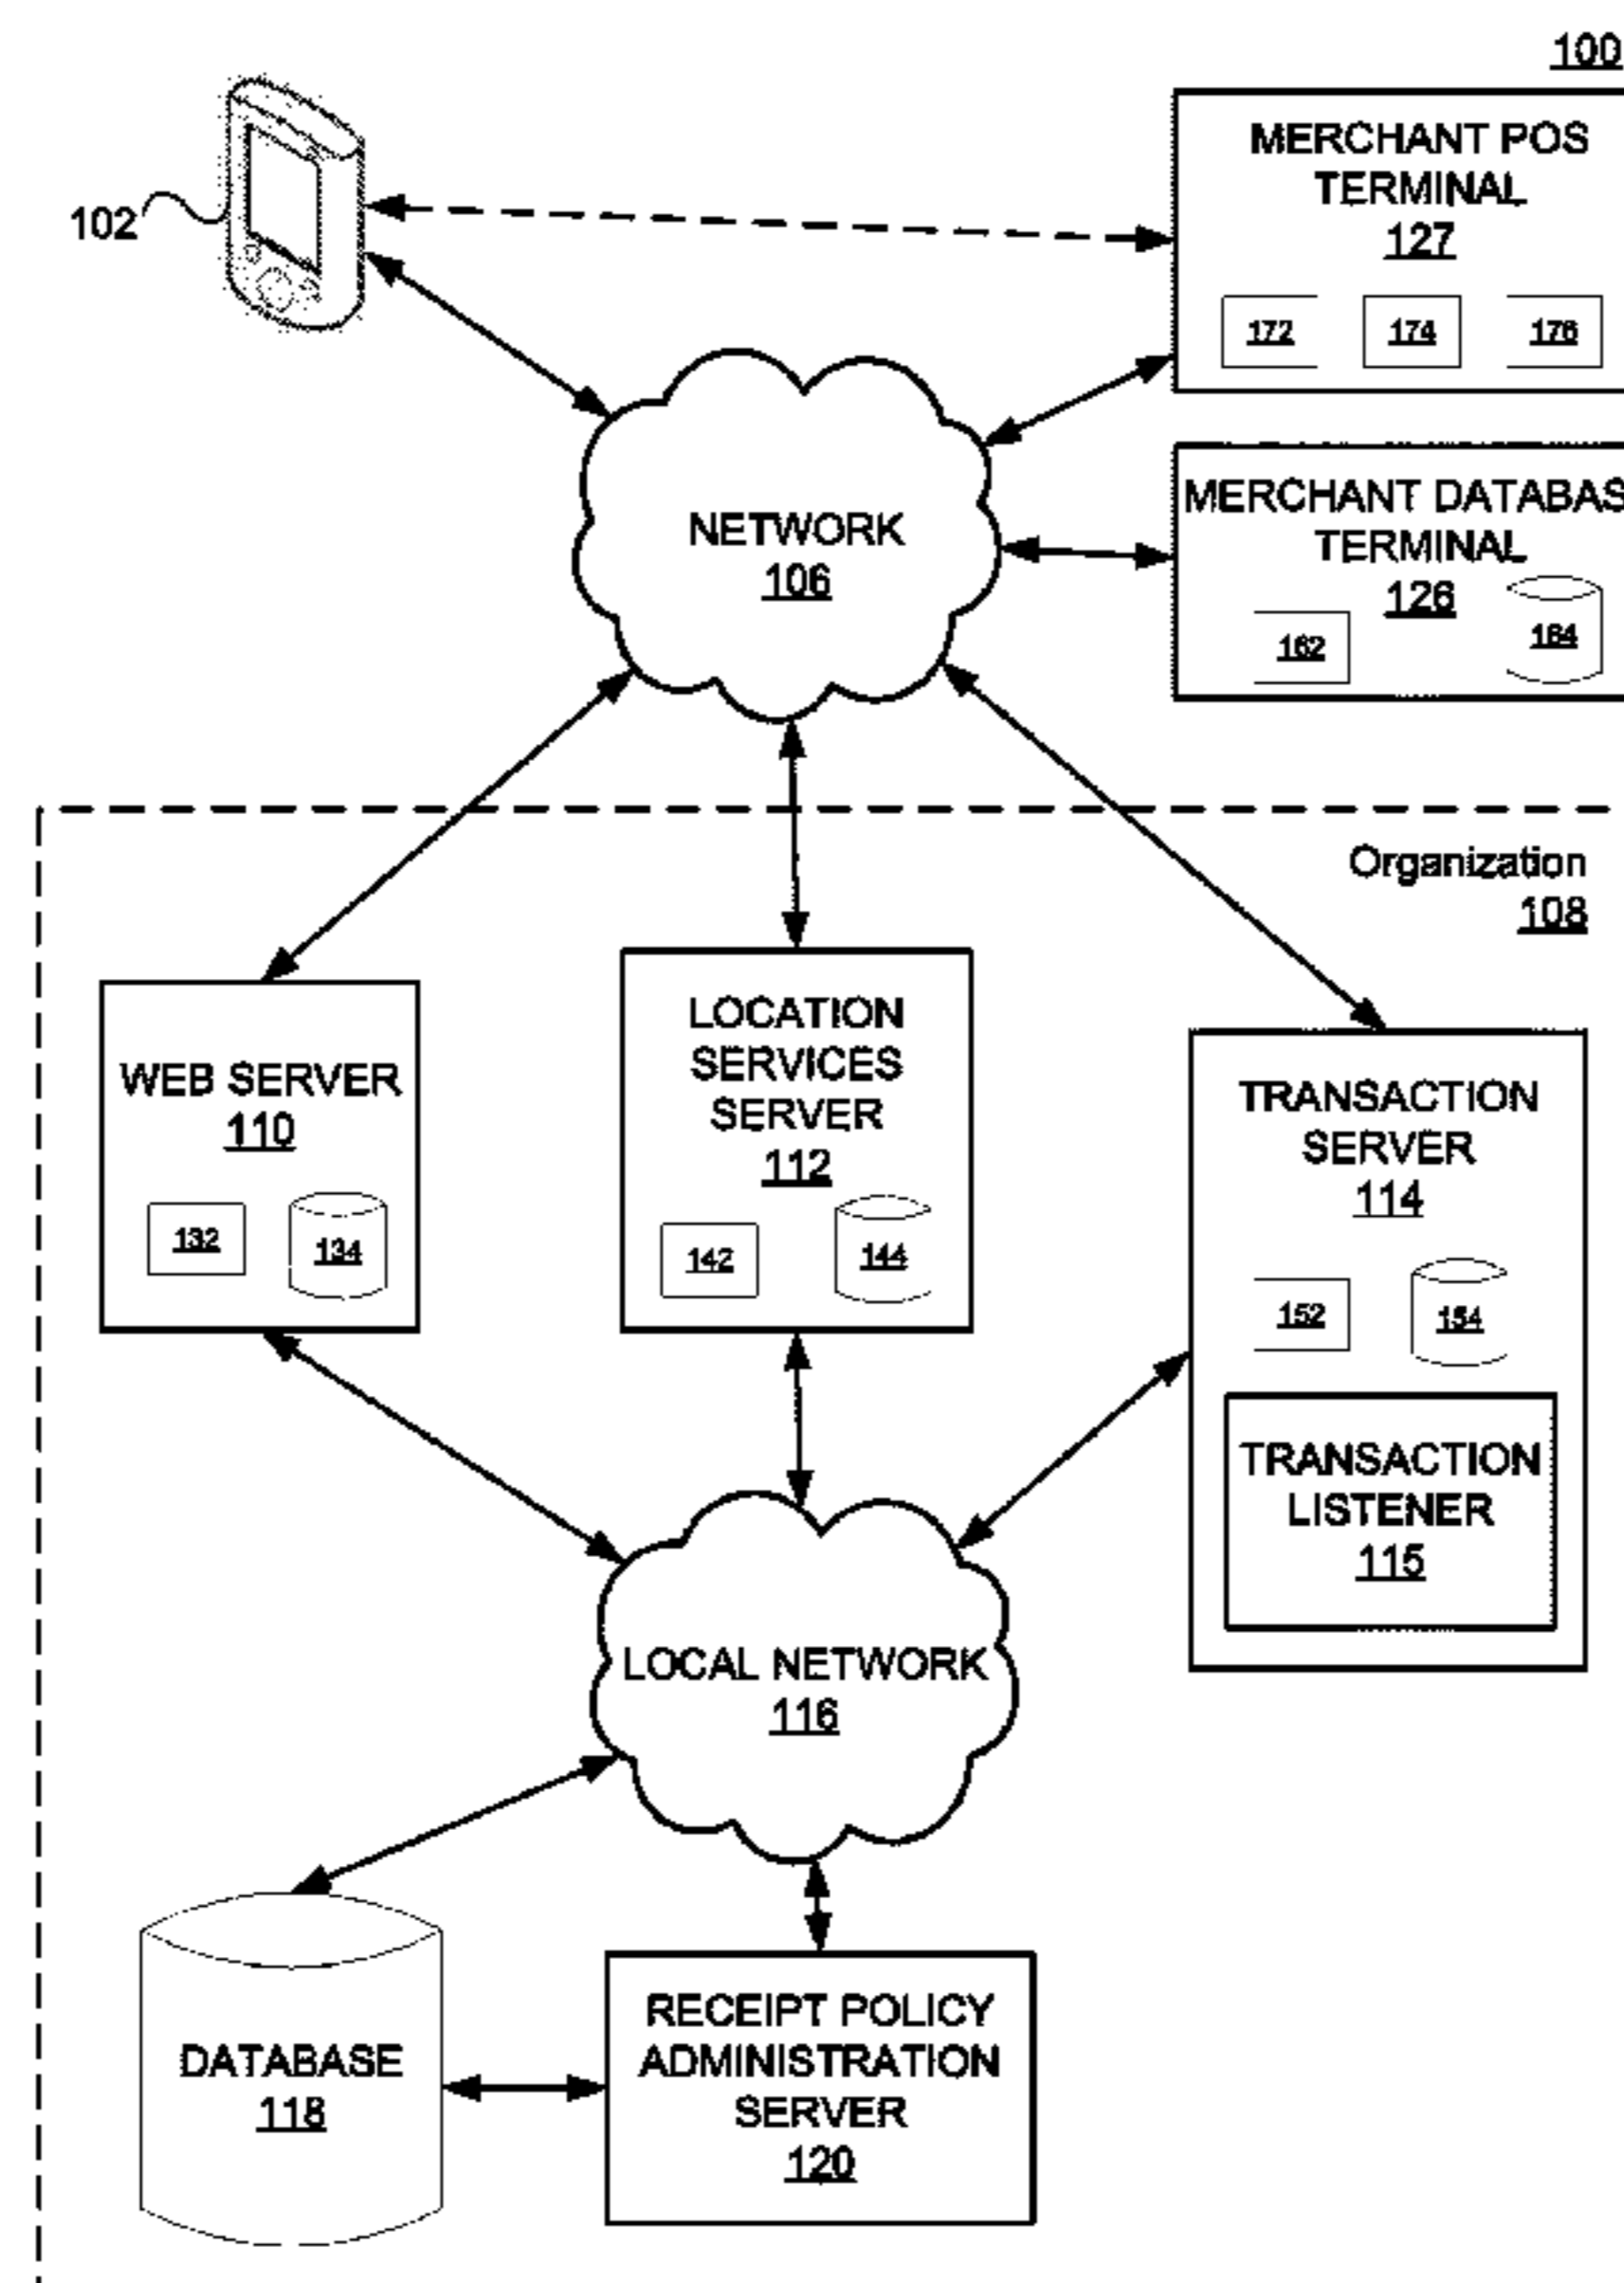 100
MERCHANT POS
TERMINAL
127
172 174 176
102
MERCHANT DATABAS
TERMINAL
126
162 164
NETWORK
106
Organization
108
WEB SERVER
110
132 134
LOCATION
SERVICES
SERVER
112
142 144
TRANSACTION
SERVER
114
152 154
TRANSACTION
LISTENER
115
LOCAL NETWORK
116
DATABASE
118
RECEIPT POLICY
ADMINISTRATION
SERVER
120